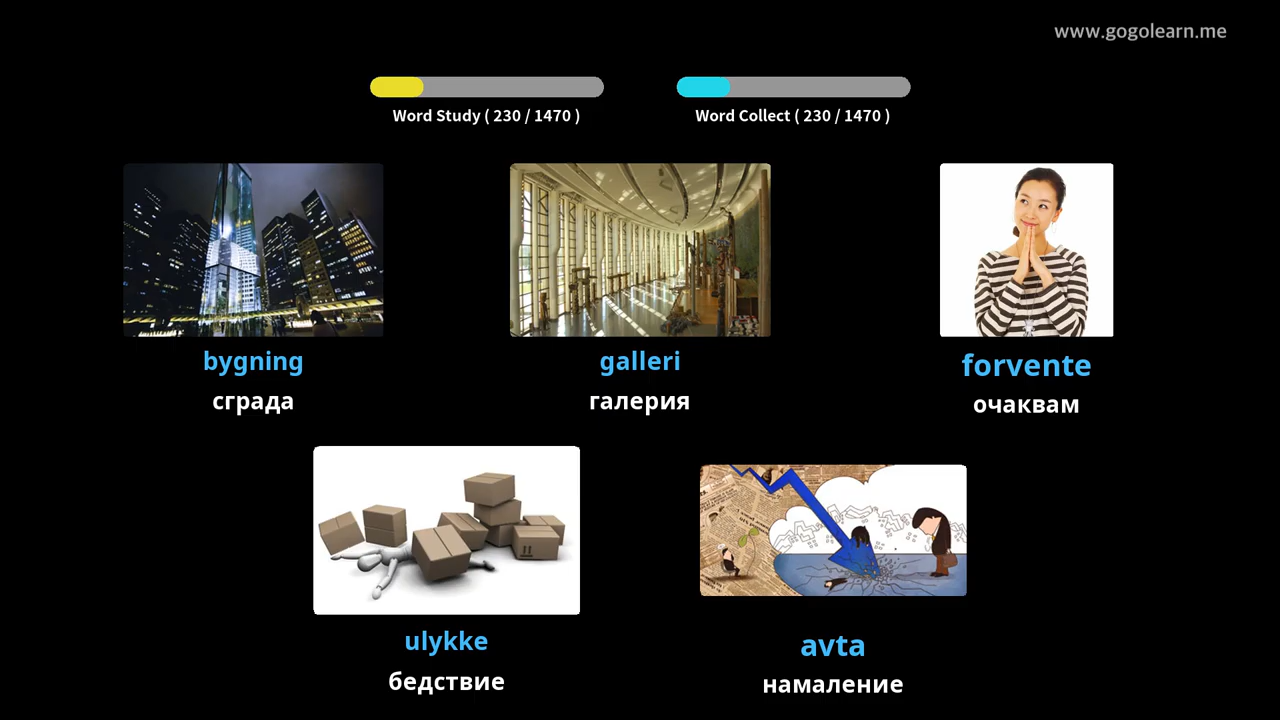 www.gogolearn.me
Word Study ( 230 / 1470 )
Word Collect ( 230 / 1470 )
bygning
сграда
galleri
галерия
forvente
очаквам
ulykke
бедствие
avta
намаление